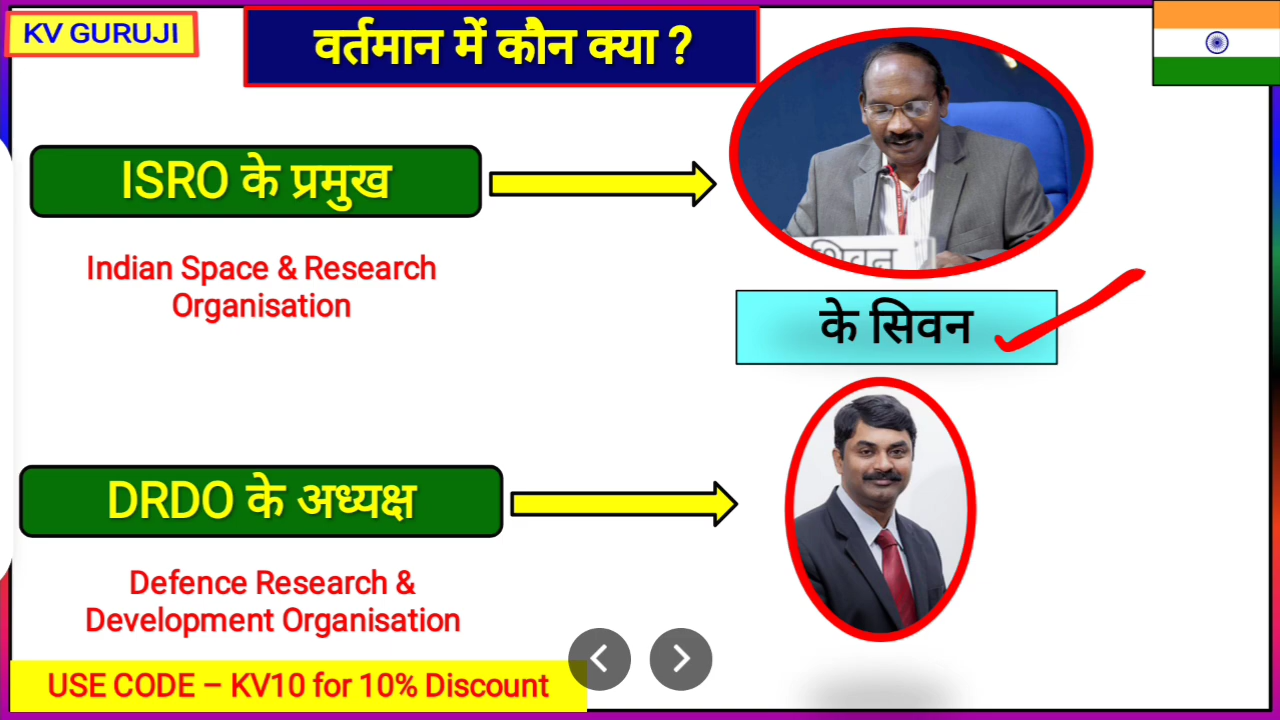 KV GURUJI
वर्तमान में कौन क्या ?
ISRO के प्रमुख
Indian Space & Research
Organisation
के सिवन
DRDO के अध्यक्ष
Defence Research &
Development Organisation
USE CODE – KV10 for 10% Discount